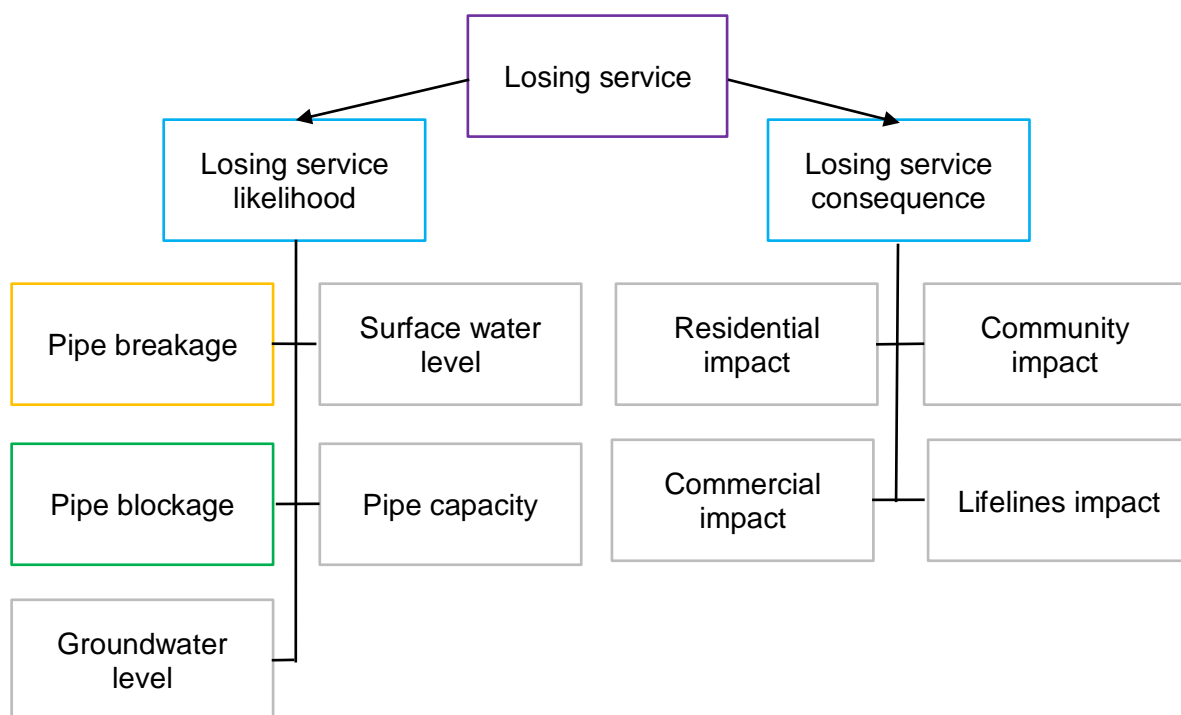 Losing service
Losing service
likelihood
Losing service
consequence
Pipe breakage
Surface water
level
Residential
impact
Community
impact
Pipe blockage
Pipe capacity
Commercial
impact
Lifelines impact
Groundwater
level